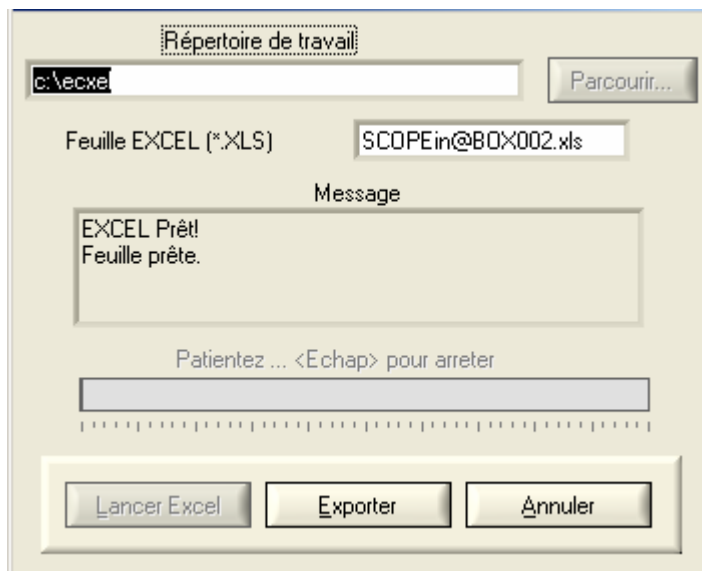 Répertoire de travail
c:\ecxel
Parcourir...
Feuille EXCEL (*.XLS)
SCOPEin@BOX002.xls
Message
EXCEL Prêt!
Feuille prête.
Patientez ... <Echap> pour arreter
Lancer Excel
Exporter
Annuler